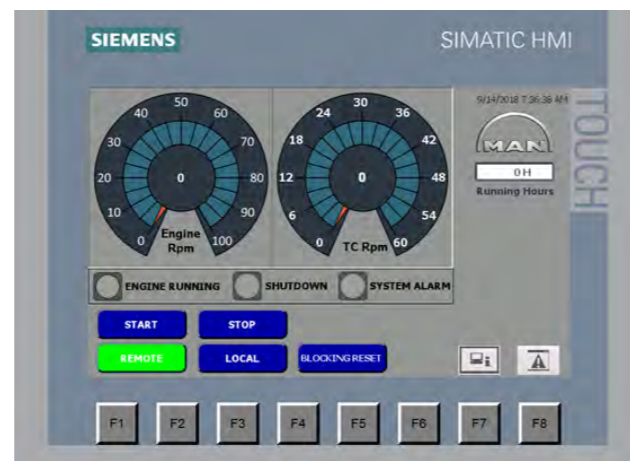 SIEMENS
SIMATIC HMI
TOUCH
0
10
20
30
40
50
60
70
80
90
100
0
Engine
Rpm
0
6
12
18
24
30
36
42
48
54
60
0
TC Rpm
9/14/2018 7:36:38 AM
MAN
0 H
Running Hours
ENGINE RUNNING
SHUTDOWN
SYSTEM ALARM
START
STOP
REMOTE
LOCAL
BLOCKING RESET
i
A
F1
F2
F3
F4
F5
F6
F7
F8